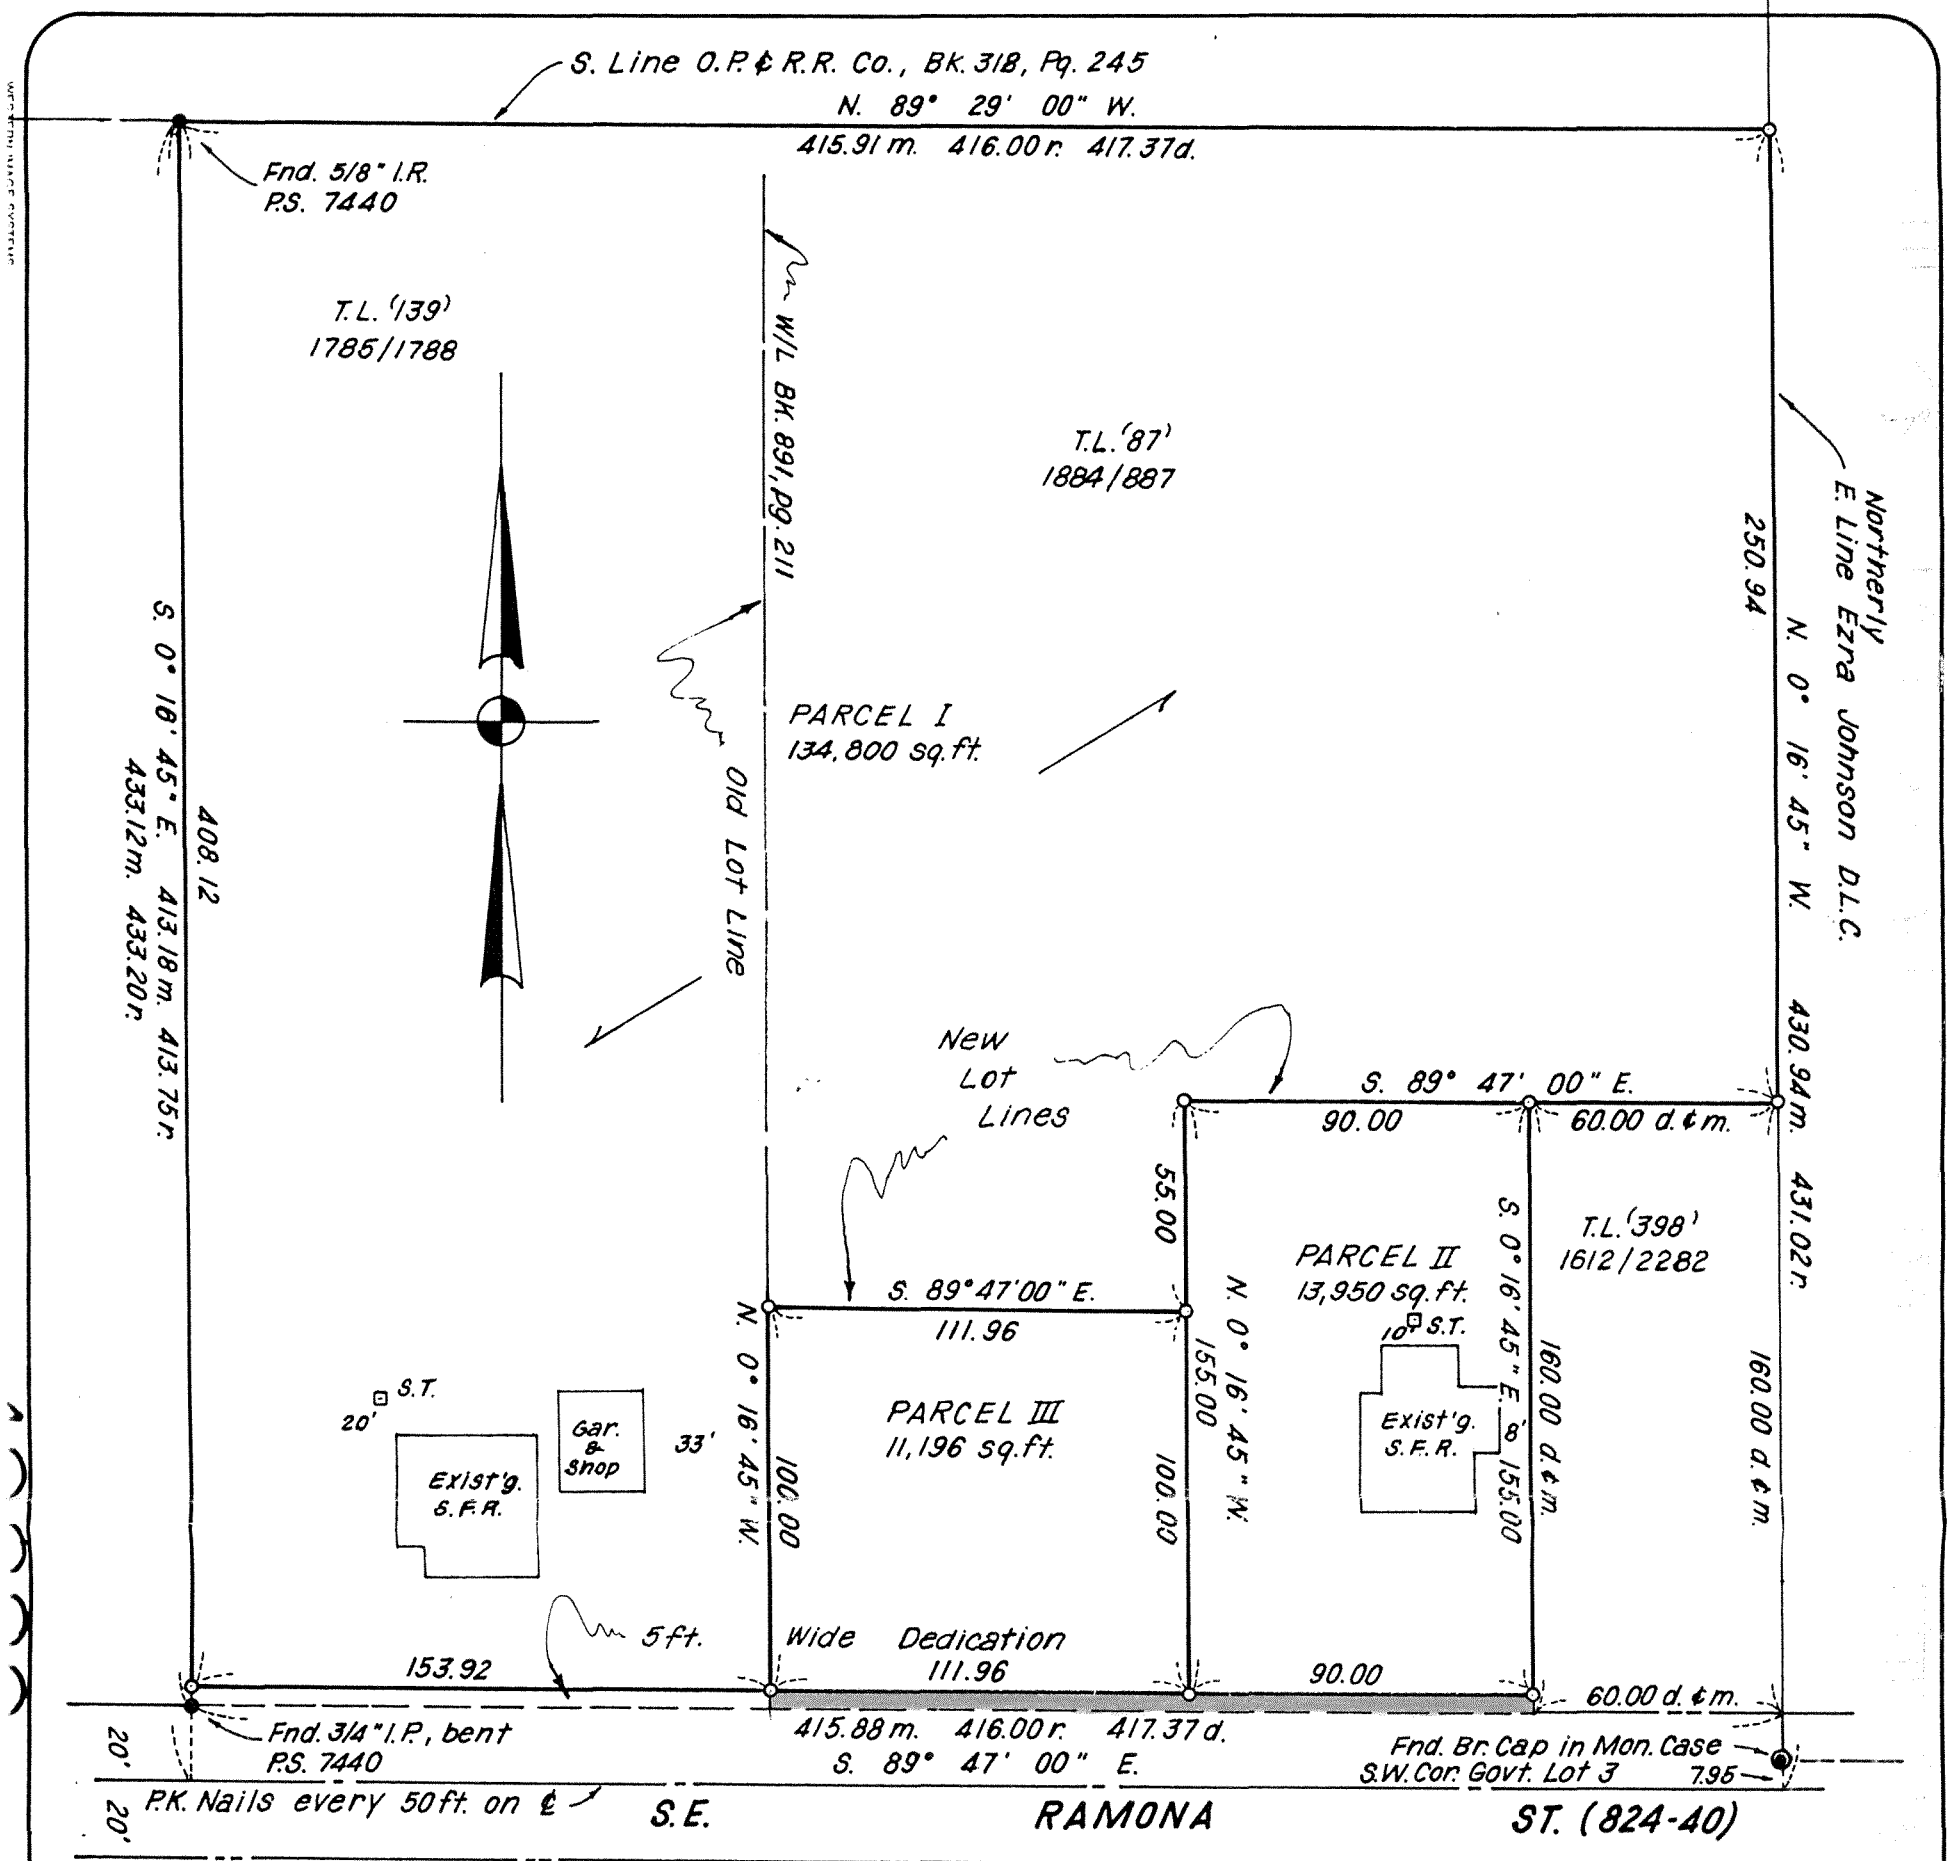 S. Line O.P. & R.R. Co., Bk. 318, Pg. 245
N. 89° 29' 00" W.
415.91 m. 416.00 r. 417.37 d.
Fnd. 5/8" I.R.
P.S. 7440
T.L. '139'
1785/1788
W/L Bk. 891, pg. 211
T.L. '87'
1884/887
Northerly
E. Line Ezra Johnson D.L.C.
250.94
N. 0° 16' 45" W. 430.94 m. 431.02 r.
PARCEL I
134,800 sq.ft.
Old Lot Line
408.12
S. 0° 16' 45" E. 413.18 m. 413.75 r.
433.12 m. 433.20 r.
New
Lot
Lines
S. 89° 47' 00" E.
90.00
60.00 d. & m.
55.00
PARCEL II
13,950 sq.ft.
10' S.T.
T.L. '398'
1612/2282
S. 89° 47' 00" E.
111.96
N. 0° 16' 45" W.
100.00
PARCEL III
11,196 sq.ft.
155.00
100.00
N. 0° 16' 45" W.
Exist'g.
S.F.R.
8'
S. 0° 16' 45" E. 155.00
160.00 d. & m.
160.00 d. & m.
S.T.
20'
Gar.
&
Shop
33'
Exist'g.
S.F.R.
5 ft. Wide Dedication
153.92
111.96
90.00
60.00 d. & m.
Fnd. 3/4" I.P., bent
P.S. 7440
415.88 m. 416.00 r. 417.37 d.
S. 89° 47' 00" E.
Fnd. Br. Cap in Mon. Case
S.W. Cor. Govt. Lot 3 7.95
20'
P.K. Nails every 50 ft. on ℄
20'
S.E. RAMONA ST. (824-40)